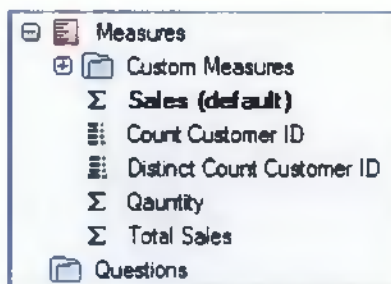 Measures
Custom Measures
Sales (default)
Count Customer ID
Distinct Count Customer ID
Qauntity
Total Sales
Questions